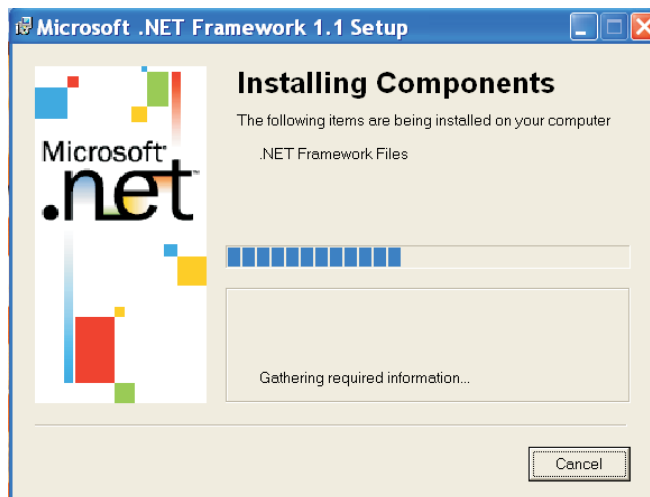 Microsoft .NET Framework 1.1 Setup
Installing Components
The following items are being installed on your computer
.NET Framework Files
Microsoft
.net
Gathering required information...
Cancel